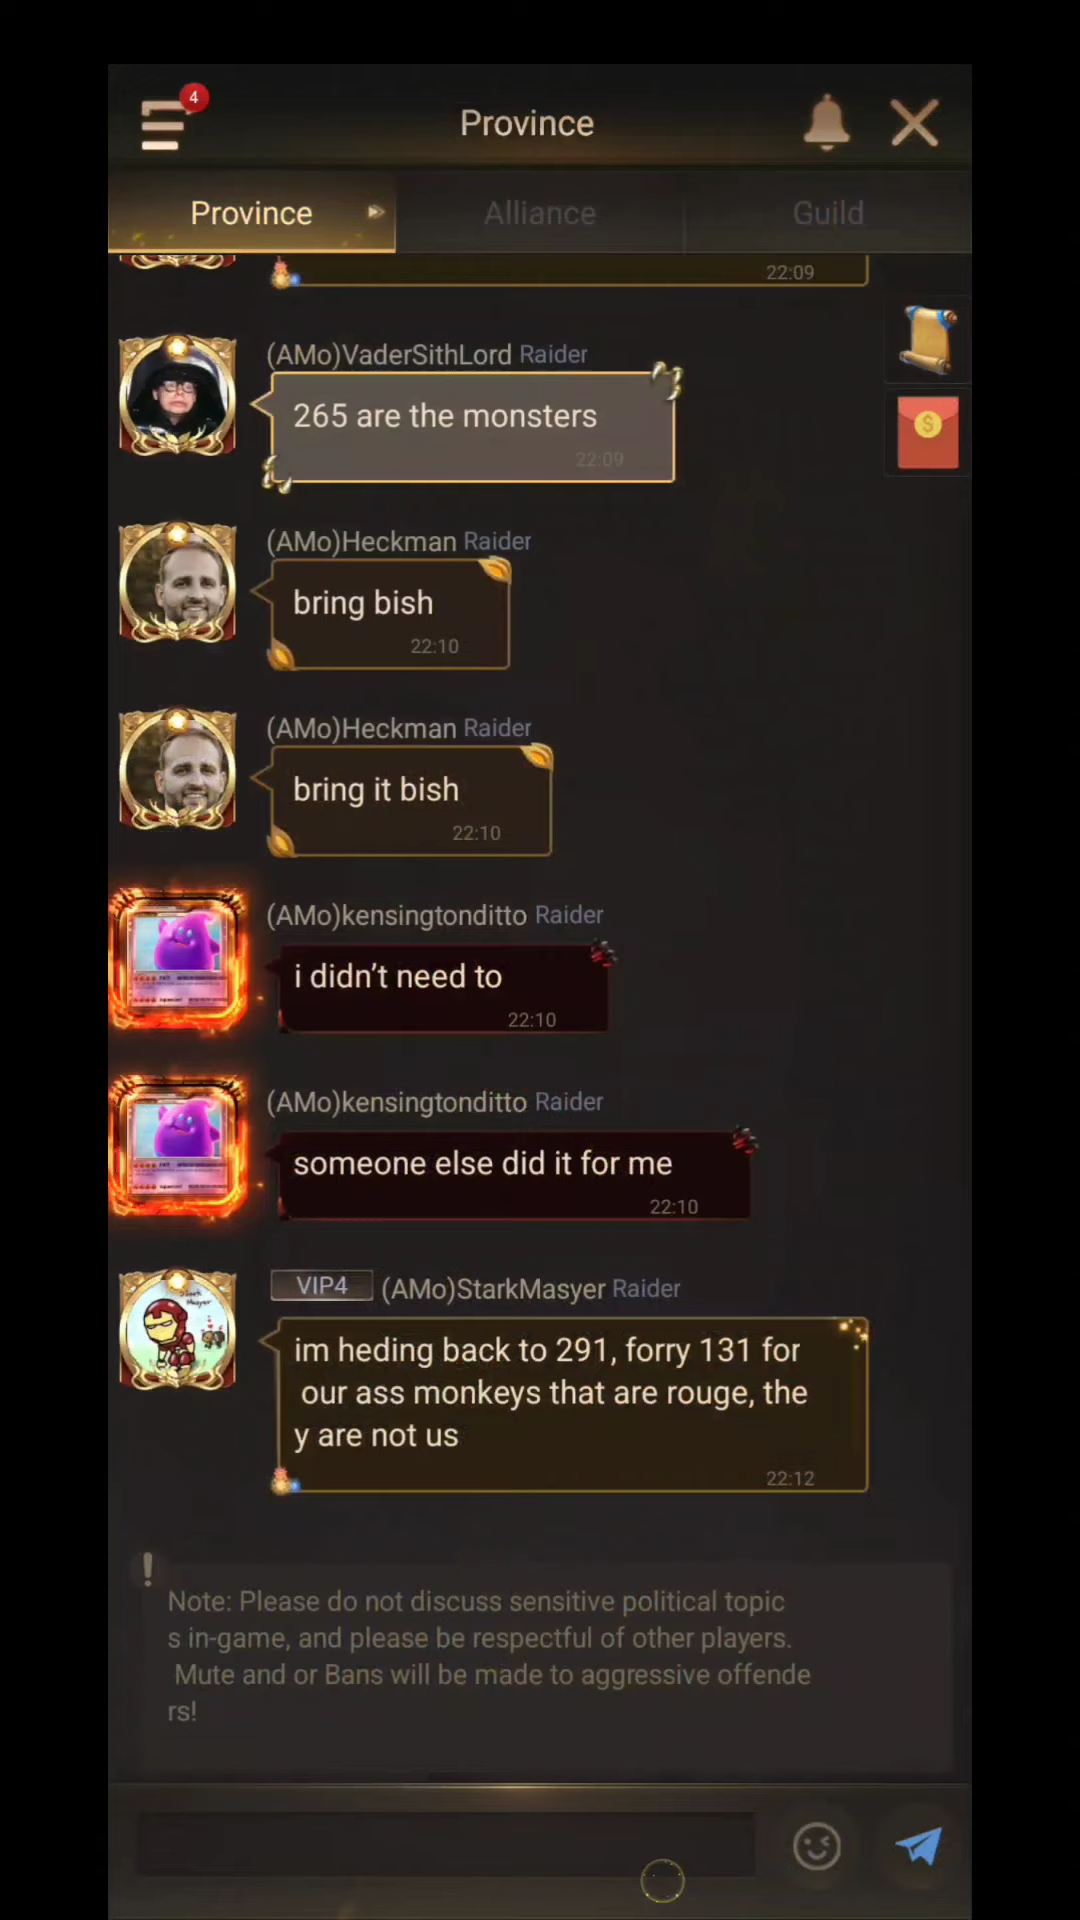 4
Province
Province
Alliance
Guild
22:09
(AMo)VaderSithLord Raider
265 are the monsters
22:09
(AMo)Heckman Raider
bring bish
22:10
(AMo)Heckman Raider
bring it bish
22:10
(AMo)kensingtonditto Raider
i didn’t need to
22:10
(AMo)kensingtonditto Raider
someone else did it for me
22:10
VIP4 (AMo)StarkMasyer Raider
im heding back to 291, forry 131 for
our ass monkeys that are rouge, the
y are not us
22:12
Note: Please do not discuss sensitive political topic
s in-game, and please be respectful of other players.
Mute and or Bans will be made to aggressive offende
rs!